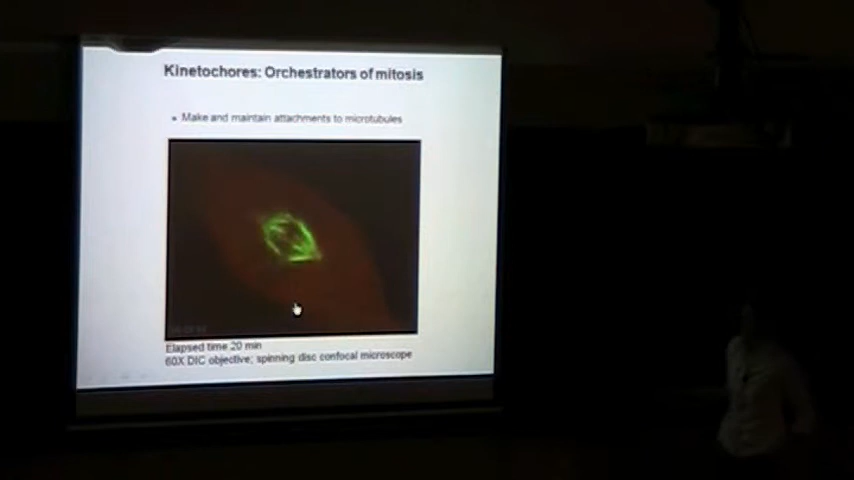 Kinetochores: Orchestrators of mitosis
• Make and maintain attachments to microtubules
Elapsed time 20 min
60X DIC objective; spinning disc confocal microscope